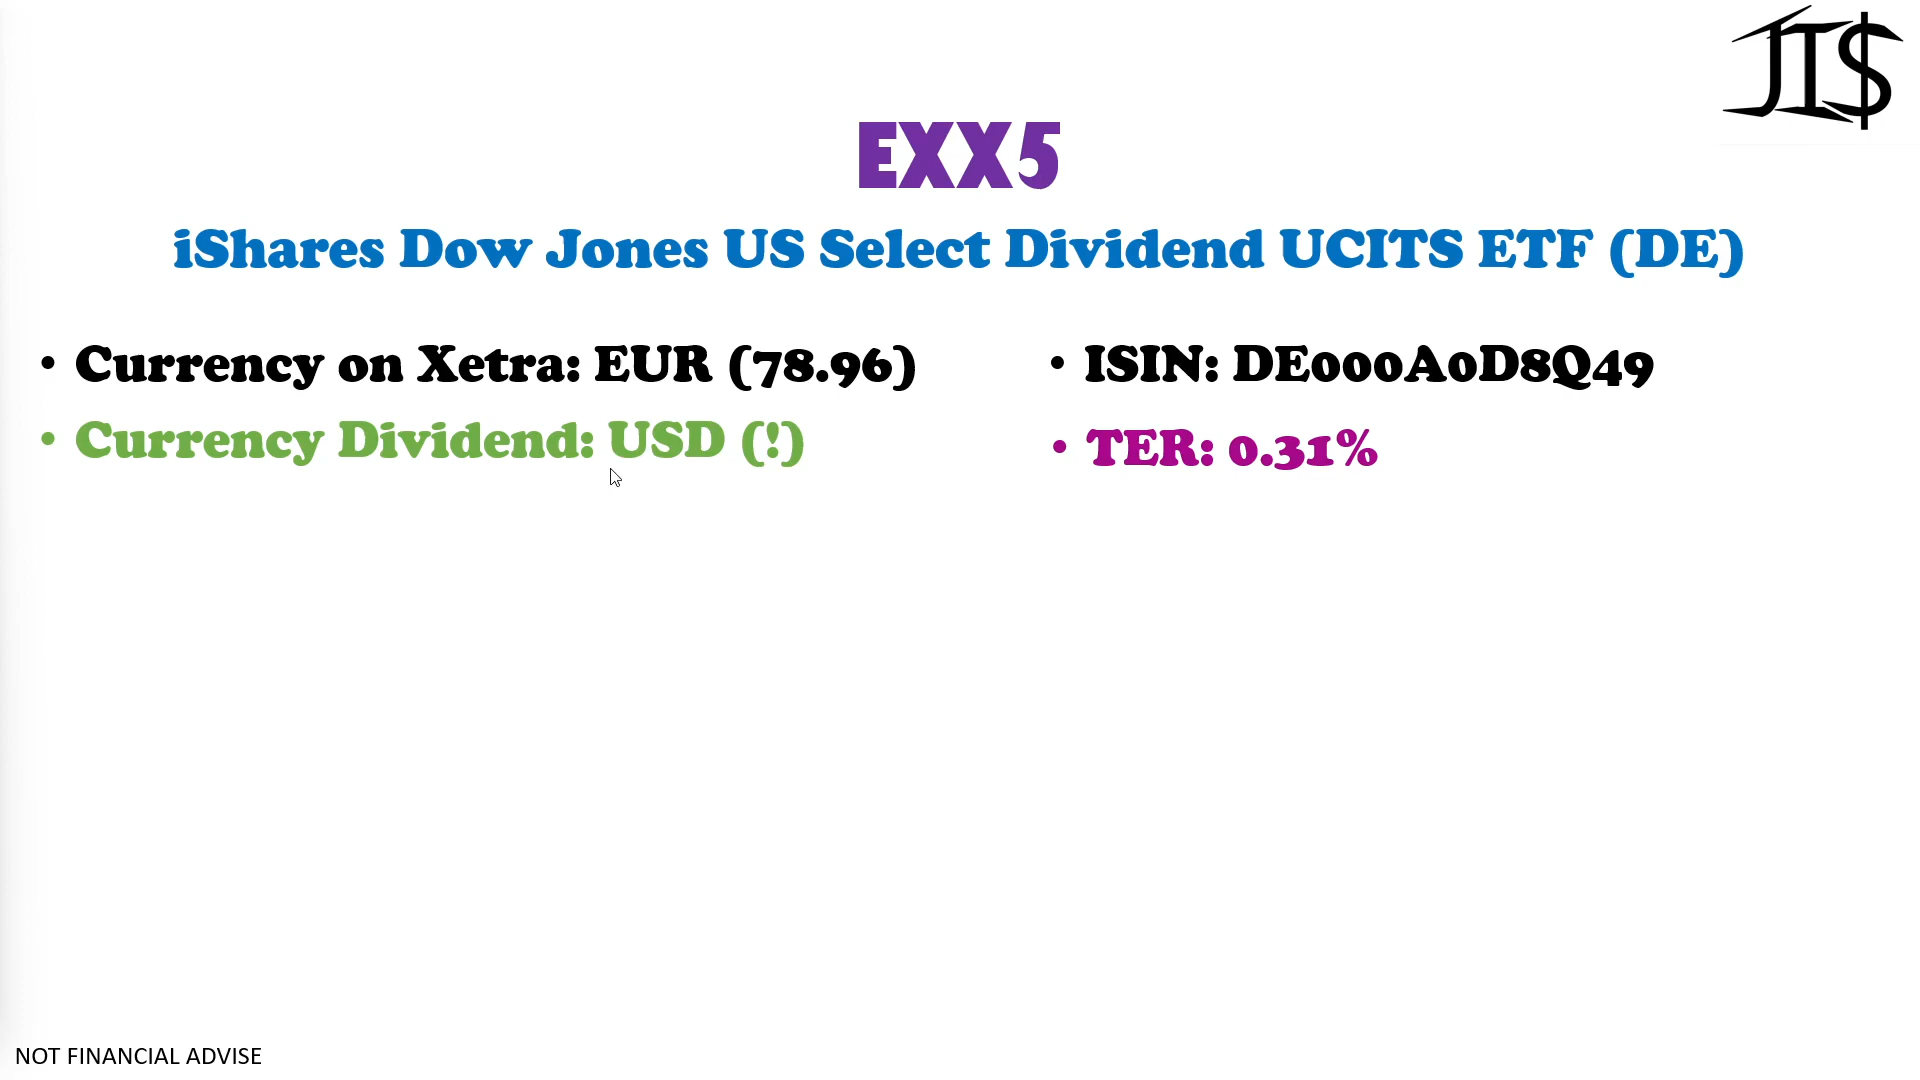 JI$
EXX5
iShares Dow Jones US Select Dividend UCITS ETF (DE)
• Currency on Xetra: EUR (78.96)
• Currency Dividend: USD (!)
• ISIN: DE000A0D8Q49
• TER: 0.31%
NOT FINANCIAL ADVISE